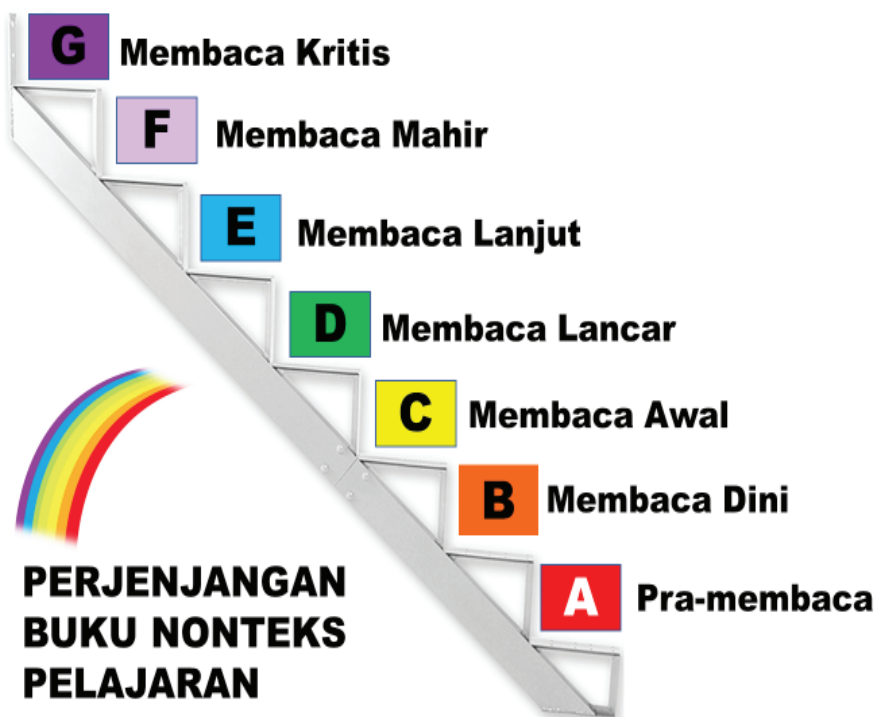 G Membaca Kritis
F Membaca Mahir
E Membaca Lanjut
D Membaca Lancar
C Membaca Awal
B Membaca Dini
A Pra-membaca
PERJENJANGAN
BUKU NONTEKS
PELAJARAN